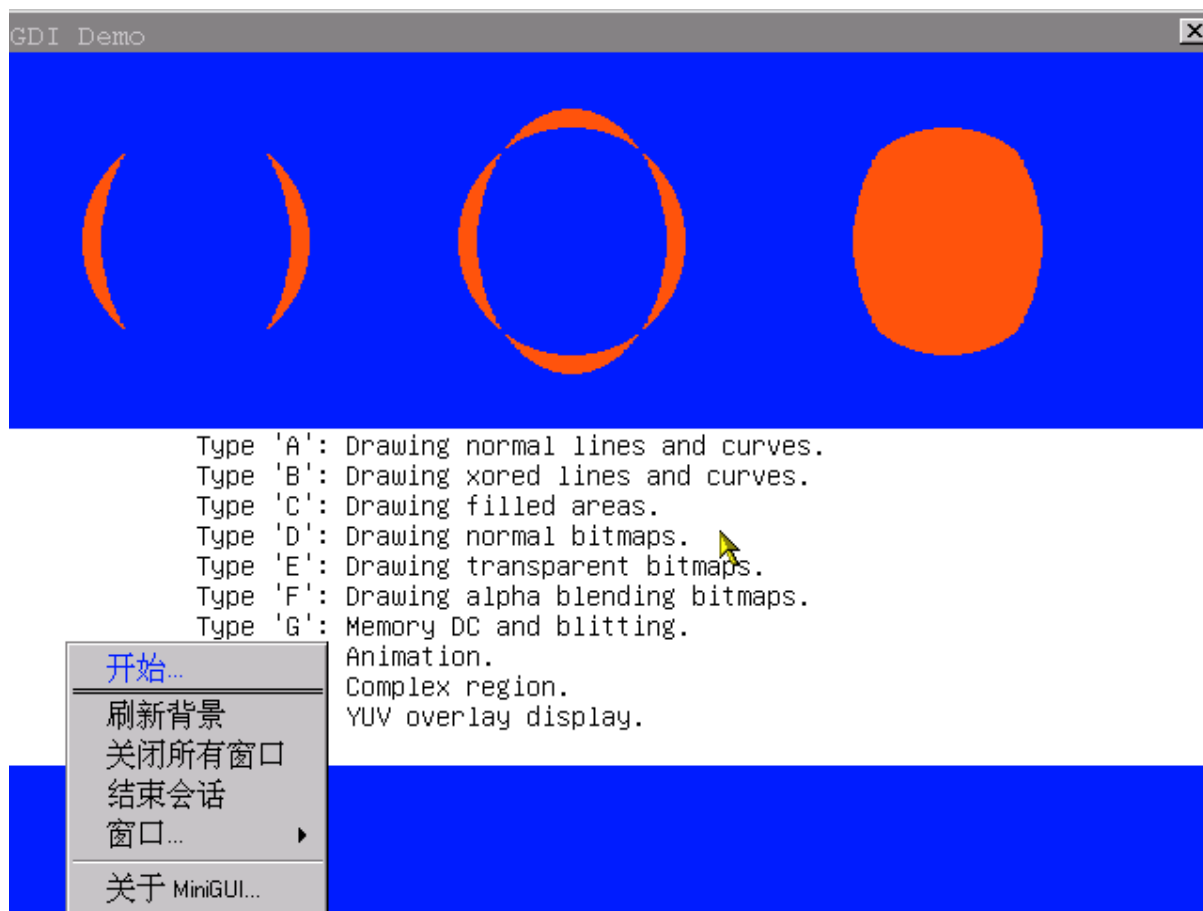 GDI Demo
Type 'A': Drawing normal lines and curves.
Type 'B': Drawing xored lines and curves.
Type 'C': Drawing filled areas.
Type 'D': Drawing normal bitmaps.
Type 'E': Drawing transparent bitmaps.
Type 'F': Drawing alpha blending bitmaps.
Type 'G': Memory DC and blitting.
Animation.
Complex region.
YUV overlay display.
开始...
刷新背景
关闭所有窗口
结束会话
窗口...
关于 MiniGUI...